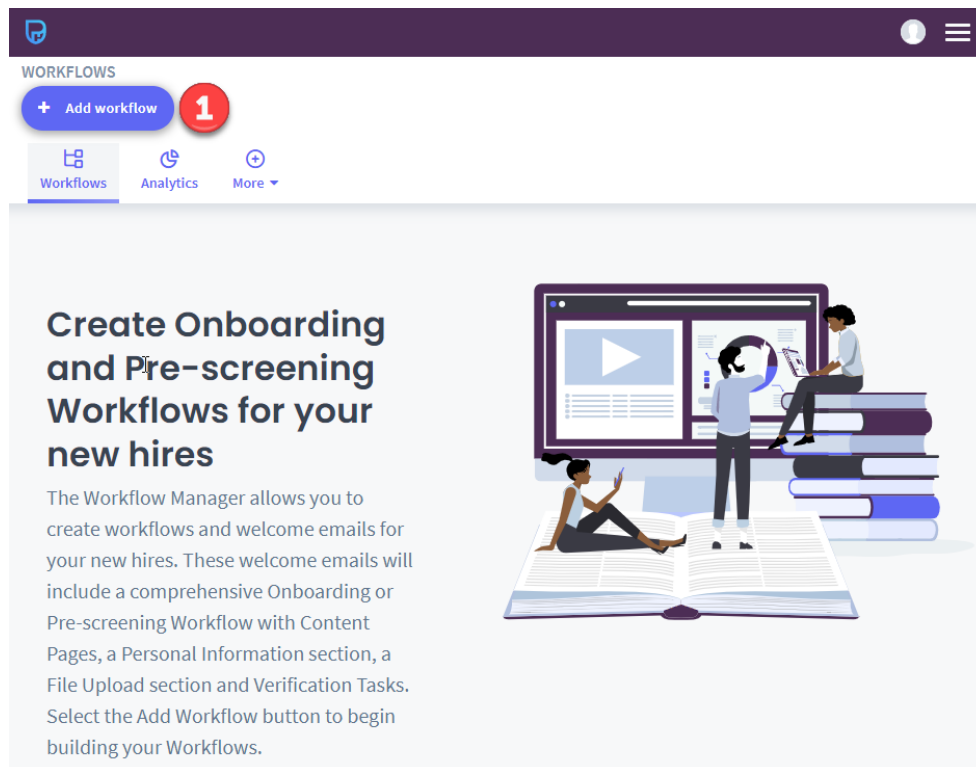 WORKFLOWS
+ Add workflow
1
Workflows
Analytics
More
Create Onboarding
and Pre-screening
Workflows for your
new hires
The Workflow Manager allows you to
create workflows and welcome emails for
your new hires. These welcome emails will
include a comprehensive Onboarding or
Pre-screening Workflow with Content
Pages, a Personal Information section, a
File Upload section and Verification Tasks.
Select the Add Workflow button to begin
building your Workflows.